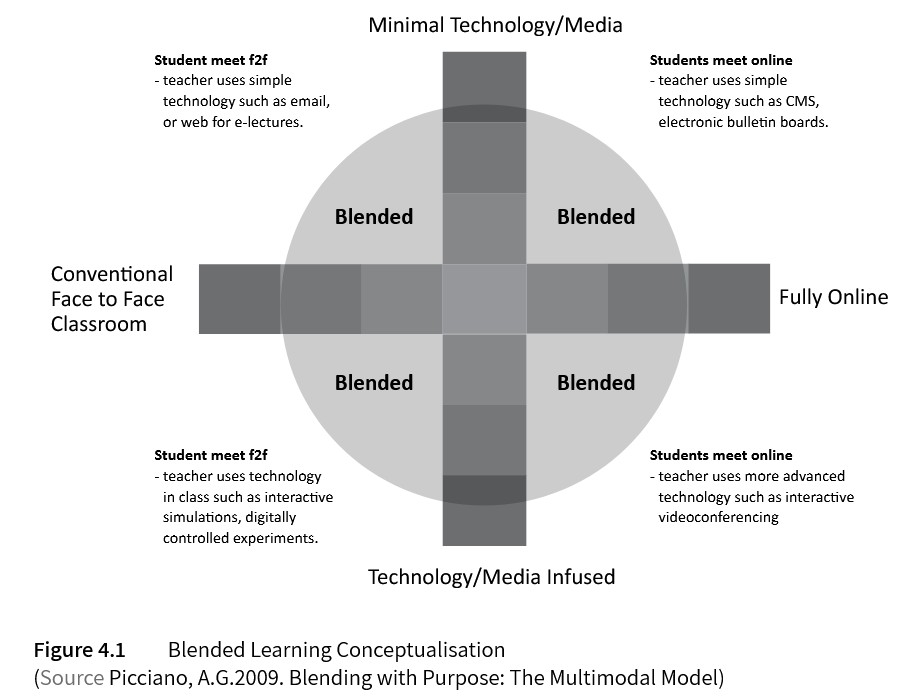 Minimal Technology/Media
Student meet f2f
- teacher uses simple
technology such as email,
or web for e-lectures.
Students meet online
- teacher uses simple
technology such as CMS,
electronic bulletin boards.
Blended
Blended
Conventional
Face to Face
Classroom
Fully Online
Blended
Blended
Student meet f2f
- teacher uses technology
in class such as interactive
simulations, digitally
controlled experiments.
Students meet online
- teacher uses more advanced
technology such as interactive
videoconferencing
Technology/Media Infused
Figure 4.1 Blended Learning Conceptualisation
(Source Picciano, A.G.2009. Blending with Purpose: The Multimodal Model)